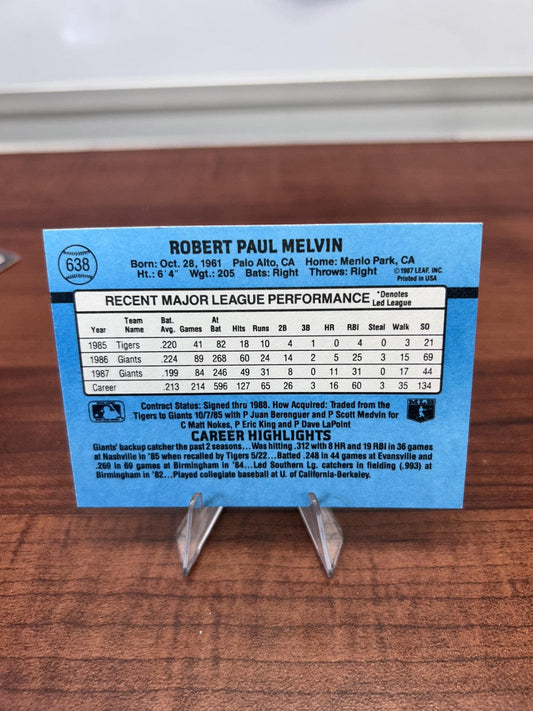 638
ROBERT PAUL MELVIN
Born: Oct. 28, 1961 Palo Alto, CA Home: Menlo Park, CA
Ht.: 6'4" Wgt.: 205 Bats: Right Throws: Right
©1987 LEAF, INC.
Printed in USA
RECENT MAJOR LEAGUE PERFORMANCE *Denotes Led League
Year Team Name Bat. Avg. Games At Bat Hits Runs 2B 3B HR RBI Steal Walk SO
1985 Tigers .220 41 82 18 10 4 1 0 4 0 3 21
1986 Giants .224 89 268 60 24 14 2 5 25 3 15 69
1987 Giants .199 84 246 49 31 8 0 11 31 0 17 44
Career .213 214 596 127 65 26 3 16 60 3 35 134
Contract Status: Signed thru 1988. How Acquired: Traded from the
Tigers to Giants 10/7/85 with P Juan Berenguer and P Scott Medvin for
C Matt Nokes, P Eric King and P Dave LaPoint
CAREER HIGHLIGHTS
Giants' backup catcher the past 2 seasons...Was hitting .312 with 8 HR and 19 RBI in 36 games
at Nashville in '85 when recalled by Tigers 5/22...Batted .248 in 44 games at Evansville and
.269 in 69 games at Birmingham in '84...Led Southern Lg. catchers in fielding (.993) at
Birmingham in '82...Played collegiate baseball at U. of California-Berkeley.